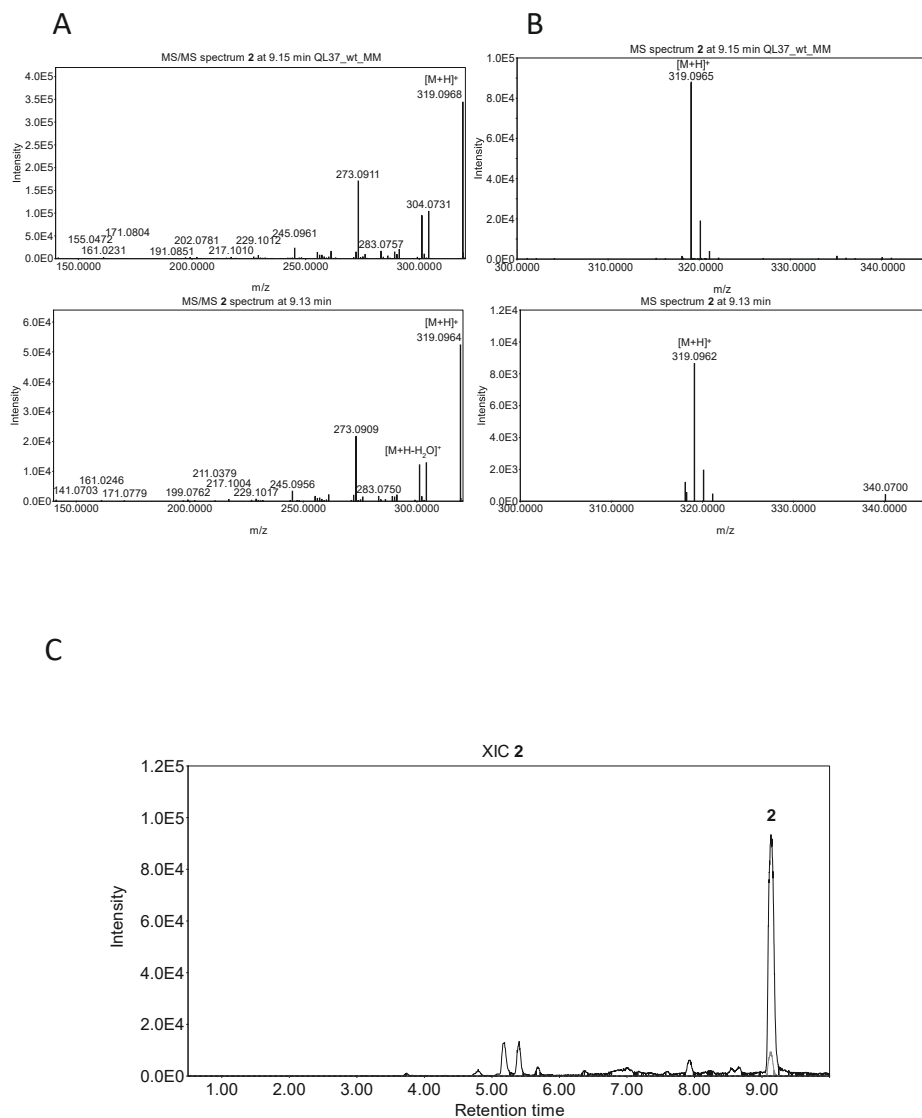 A
MS/MS spectrum 2 at 9.15 min QL37_wt_MM
4.0E5
3.5E5
3.0E5
2.5E5
2.0E5
1.5E5
1.0E5
5.0E4
0.0E0
Intensity
[M+H]+
319.0968
273.0911
304.0731
171.0804
155.0472
161.0231
202.0781
191.0851
229.1012
217.1010
245.0961
283.0757
150.0000 200.0000 250.0000 300.0000
m/z
MS/MS 2 spectrum at 9.13 min
6.0E4
5.0E4
4.0E4
3.0E4
2.0E4
1.0E4
0.0E0
Intensity
[M+H]+
319.0964
273.0909
[M+H-H2O]+
161.0246
141.0703
171.0779
211.0379
217.1004
199.0762
229.1017
245.0956
283.0750
150.0000 200.0000 250.0000 300.0000
m/z
B
MS spectrum 2 at 9.15 min QL37_wt_MM
1.0E5
8.0E4
6.0E4
4.0E4
2.0E4
0.0E0
Intensity
[M+H]+
319.0965
300.0000 310.0000 320.0000 330.0000 340.0000
m/z
MS spectrum 2 at 9.13 min
1.2E4
1.0E4
8.0E3
6.0E3
4.0E3
2.0E3
0.0E0
Intensity
[M+H]+
319.0962
340.0700
300.0000 310.0000 320.0000 330.0000 340.0000
m/z
C
XIC 2
1.2E5
1.0E5
8.0E4
6.0E4
4.0E4
2.0E4
0.0E0
Intensity
2
1.00 2.00 3.00 4.00 5.00 6.00 7.00 8.00 9.00
Retention time